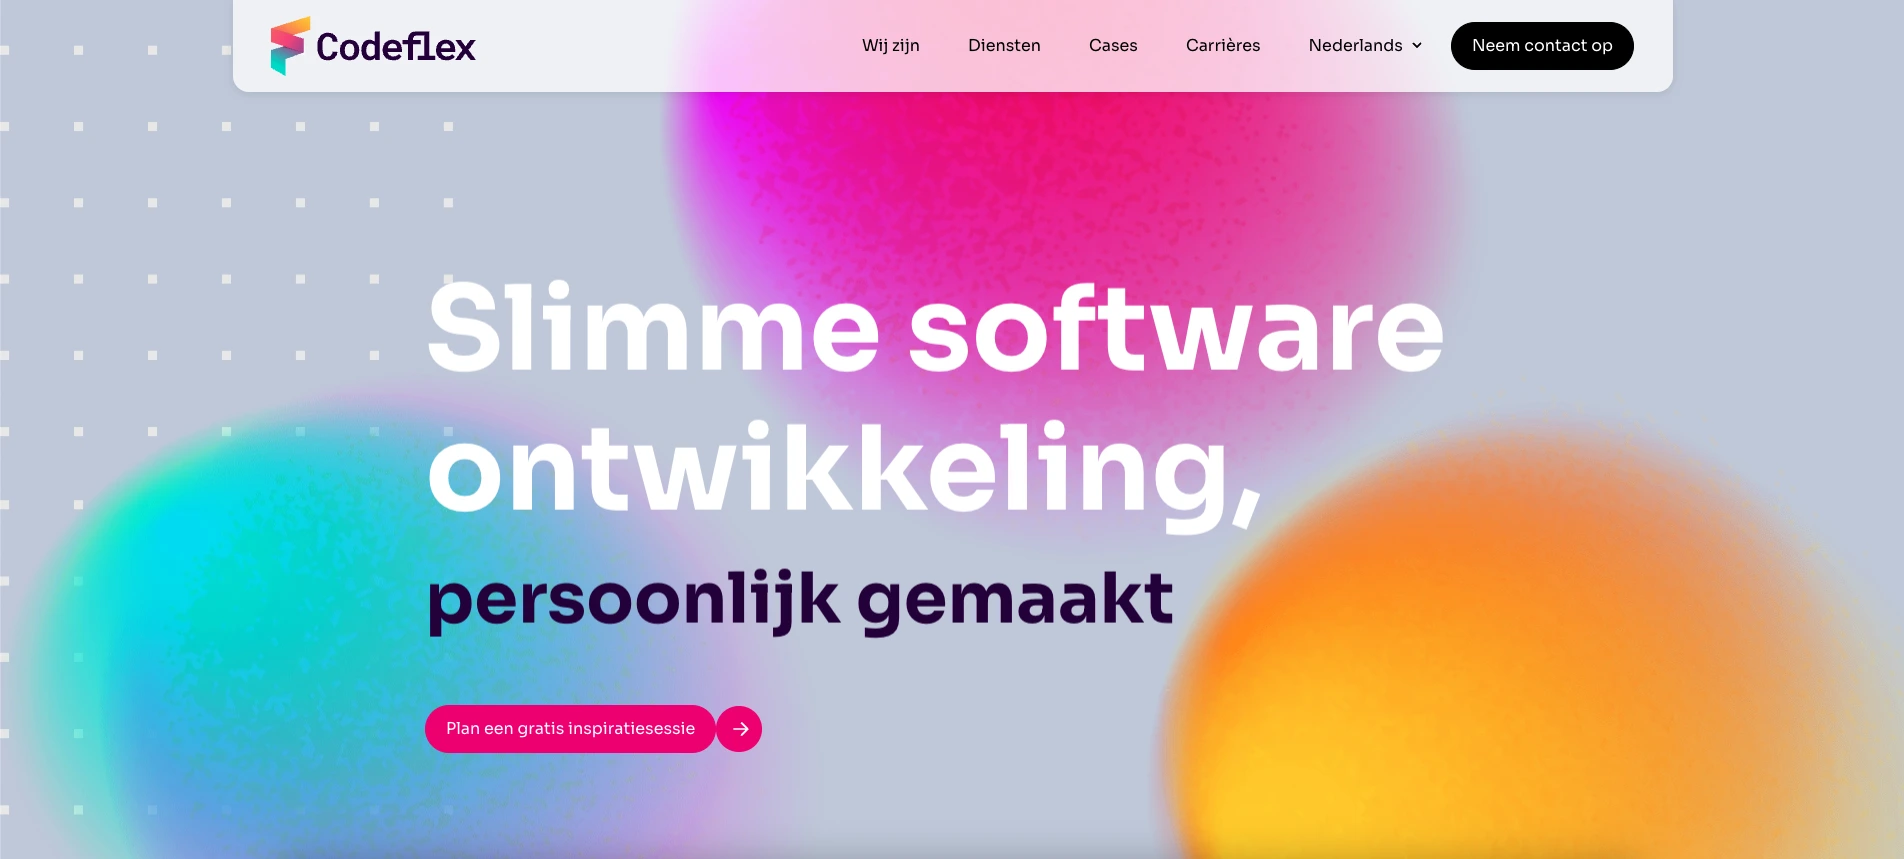 Codeflex
Wij zijn
Diensten
Cases
Carrières
Nederlands
Neem contact op
Slimme software
ontwikkeling,
persoonlijk gemaakt
Plan een gratis inspiratiesessie